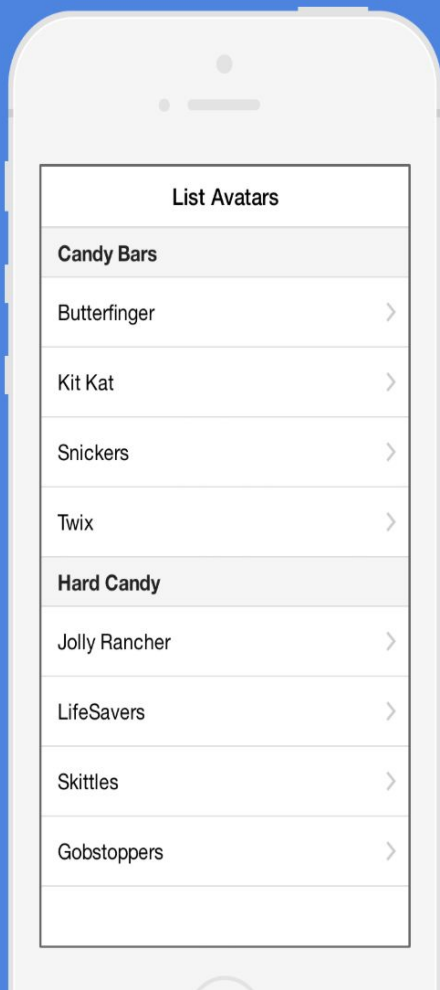 List Avatars
Candy Bars
Butterfinger
Kit Kat
Snickers
Twix
Hard Candy
Jolly Rancher
LifeSavers
Skittles
Gobstoppers